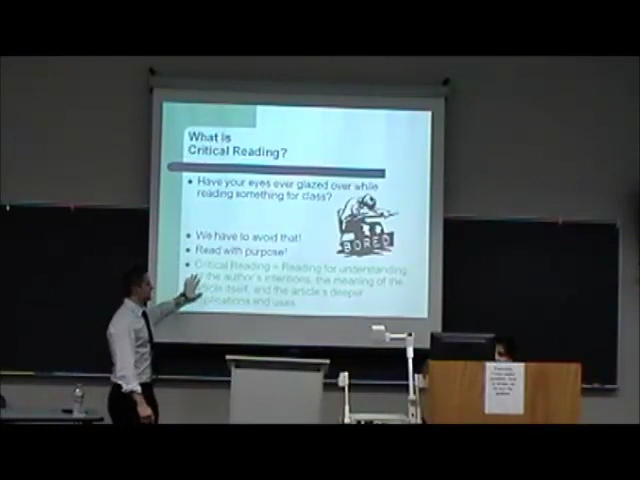 What is
Critical Reading?
Have your eyes ever glazed over while
reading something for class?
BORED
We have to avoid that!
Read with purpose!
Critical Reading = Reading for understanding
the author's intentions, the meaning of the
article itself, and the article's deeper
implications and uses.